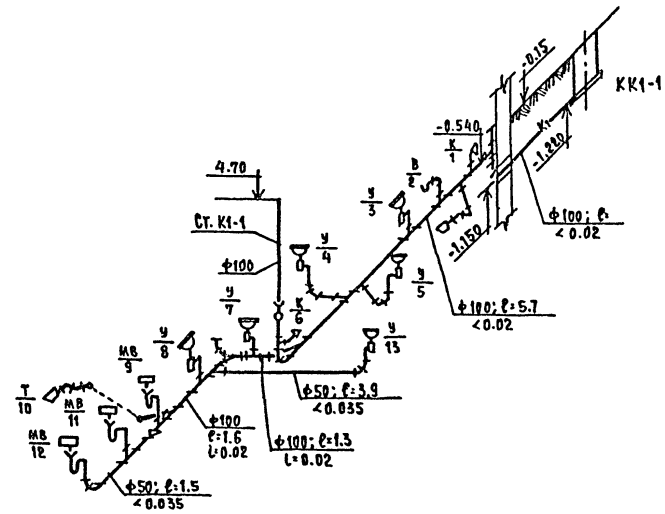 -0.15
КК1-1
-0.540
К
1
К1
-1.220
4.70
В
2
У
3
ф100; ℓ=
<0.02
СТ. К1-1
У
4
-1.150
ф100
У
5
ф100; ℓ=5.7
<0.02
У
7
К
6
У
8
У
13
МВ
9
Т
10
МВ
11
ф50; ℓ=3.9
<0.035
МВ
12
ф100
ℓ=1.6
i=0.02
ф100; ℓ=1.3
i=0.02
ф50; ℓ=1.5
<0.035